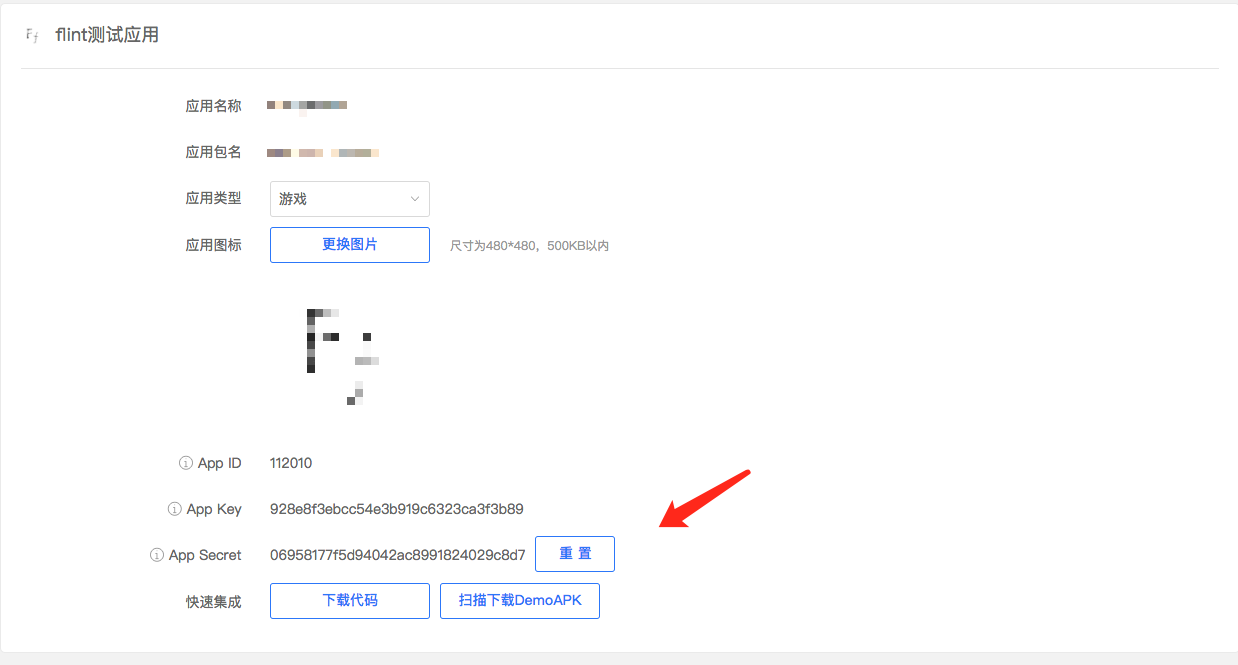 flint测试应用
应用名称
应用包名
应用类型 游戏
应用图标 更换图片 尺寸为480*480，500KB以内
App ID 112010
App Key 928e8f3ebcc54e3b919c6323ca3f3b89
App Secret 06958177f5d94042ac8991824029c8d7 重 置
快速集成 下载代码 扫描下载DemoAPK